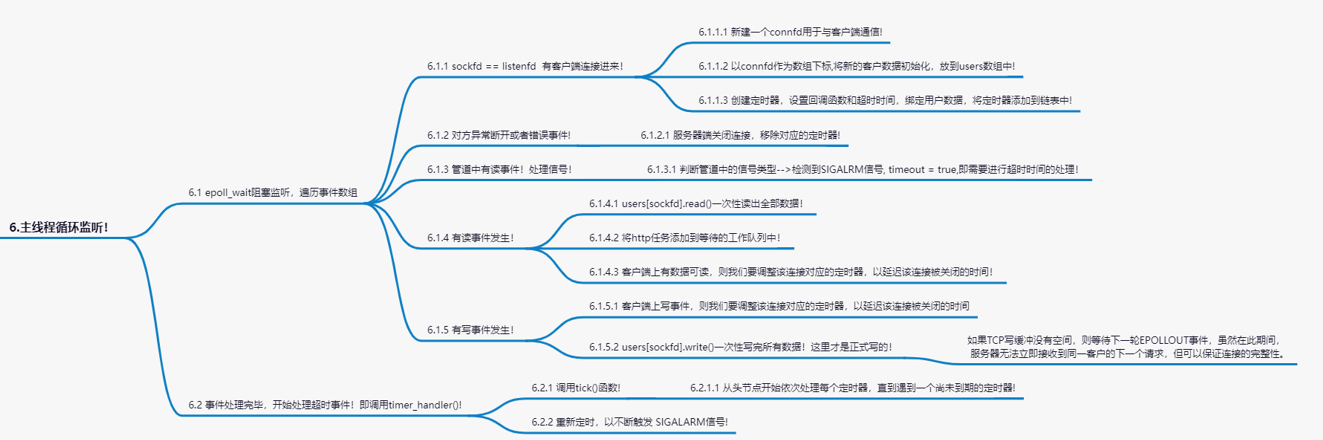 6.主线程循环监听！
6.1 epoll_wait阻塞监听，遍历事件数组
6.1.1 sockfd == listenfd 有客户端连接进来！
6.1.1.1 新建一个connfd用于与客户端通信!
6.1.1.2 以connfd作为数组下标,将新的客户数据初始化，放到users数组中!
6.1.1.3 创建定时器，设置回调函数和超时时间，绑定用户数据，将定时器添加到链表中!
6.1.2 对方异常断开或者错误事件!
6.1.2.1 服务器端关闭连接，移除对应的定时器!
6.1.3 管道中有读事件！处理信号！
6.1.3.1 判断管道中的信号类型-->检测到SIGALRM信号, timeout = true,即需要进行超时时间的处理！
6.1.4 有读事件发生！
6.1.4.1 users[sockfd].read()一次性读出全部数据！
6.1.4.2 将http任务添加到等待的工作队列中！
6.1.4.3 客户端上有数据可读，则我们要调整该连接对应的定时器，以延迟该连接被关闭的时间！
6.1.5 有写事件发生！
6.1.5.1 客户端上写事件，则我们要调整该连接对应的定时器，以延迟该连接被关闭的时间
6.1.5.2 users[sockfd].write()一次性写完所有数据！这里才是正式写的！
如果TCP写缓冲没有空间，则等待下一轮EPOLLOUT事件，虽然在此期间，
服务器无法立即接收到同一客户的下一个请求，但可以保证连接的完整性。
6.2 事件处理完毕，开始处理超时事件！即调用timer_handler()!
6.2.1 调用tick()函数!
6.2.1.1 从头节点开始依次处理每个定时器，直到遇到一个尚未到期的定时器!
6.2.2 重新定时，以不断触发 SIGALARM信号!